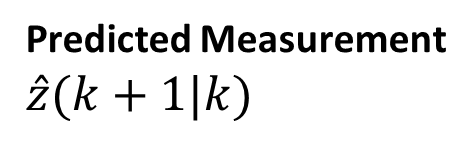 Predicted Measurement
ẑ(k + 1|k)